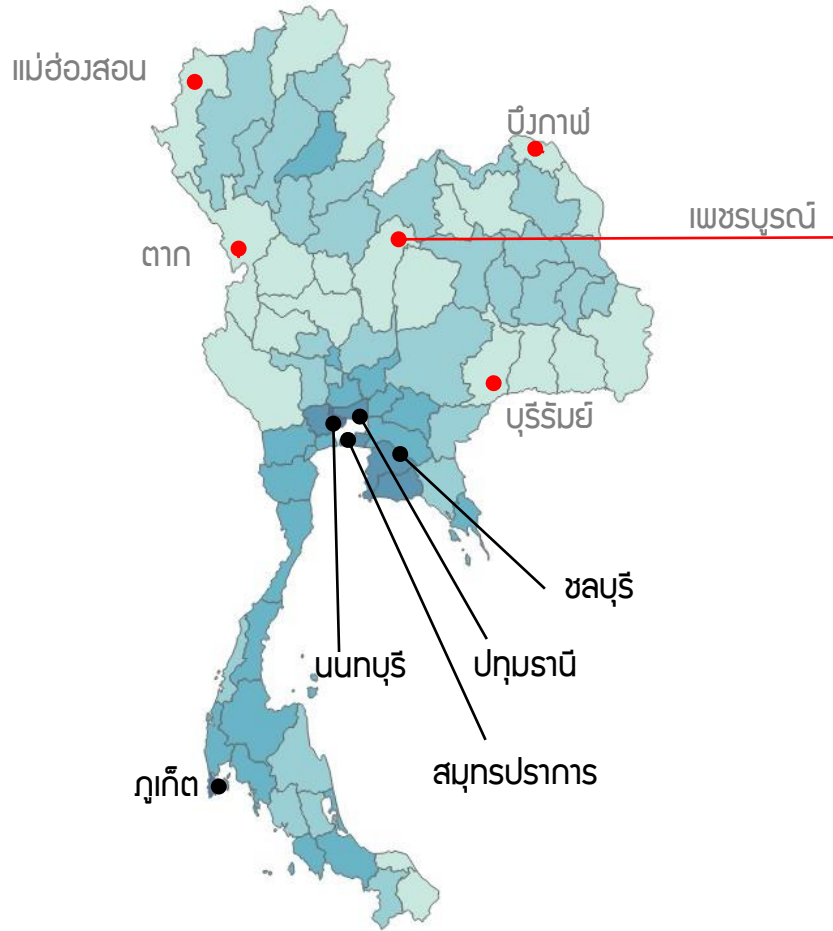 แม่ฮ่องสอน
บึงกาฬ
เพชรบูรณ์
ตาก
บุรีรัมย์
ชลบุรี
นนทบุรี
ปทุมธานี
สมุทรปราการ
ภูเก็ต